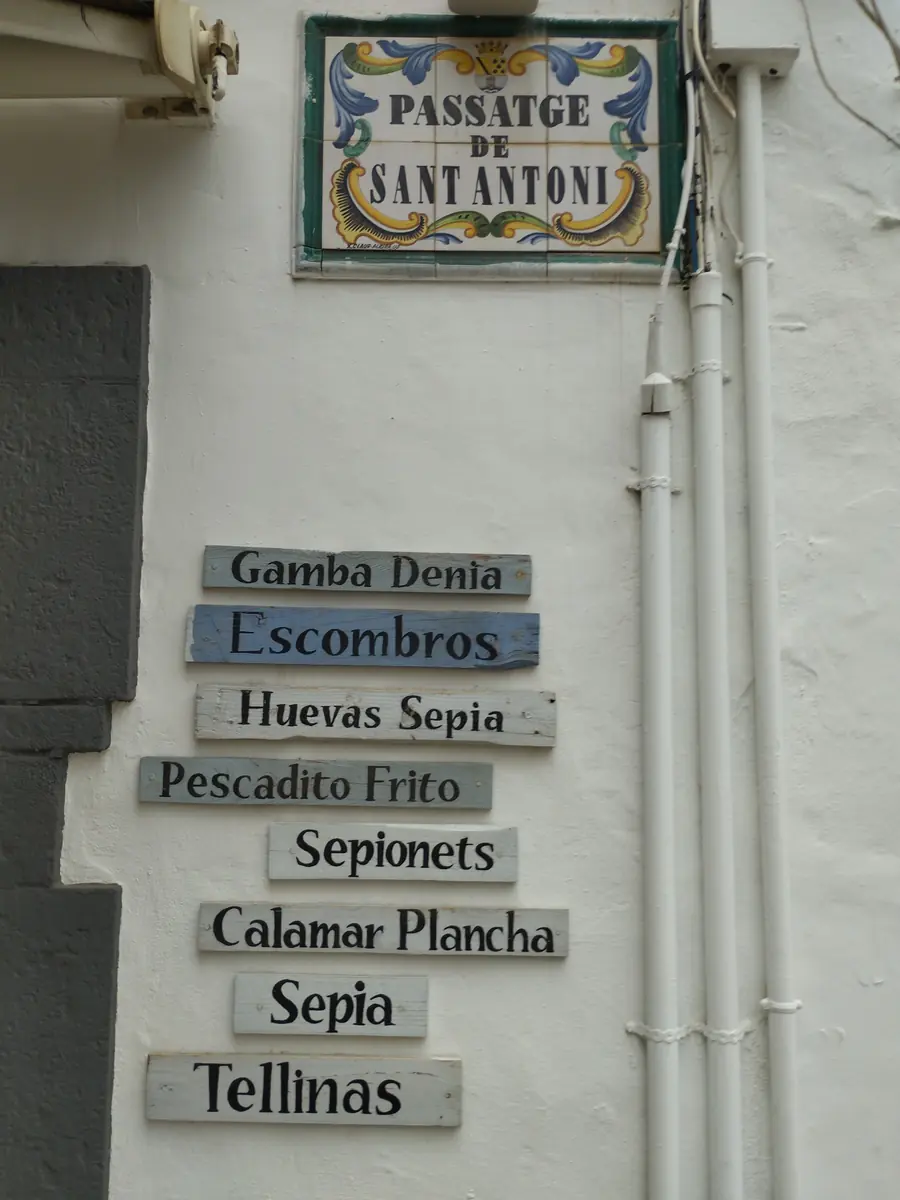 PASSATGE
DE
SANT ANTONI
Gamba Denia
Escombros
Huevas Sepia
Pescadito Frito
Sepionets
Calamar Plancha
Sepia
Tellinas